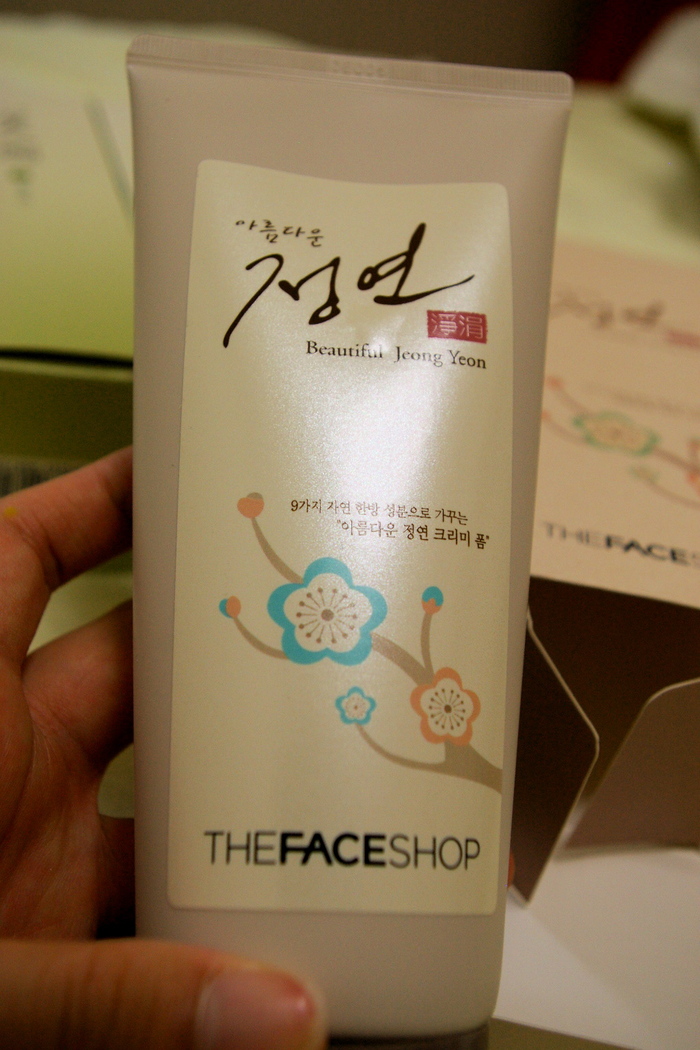 아름다운
정연
淨涓
Beautiful Jeong Yeon
9가지 자연 한방 성분으로 가꾸는
"아름다운 정연 크리미 폼"
THEFACESHOP
THEFACES